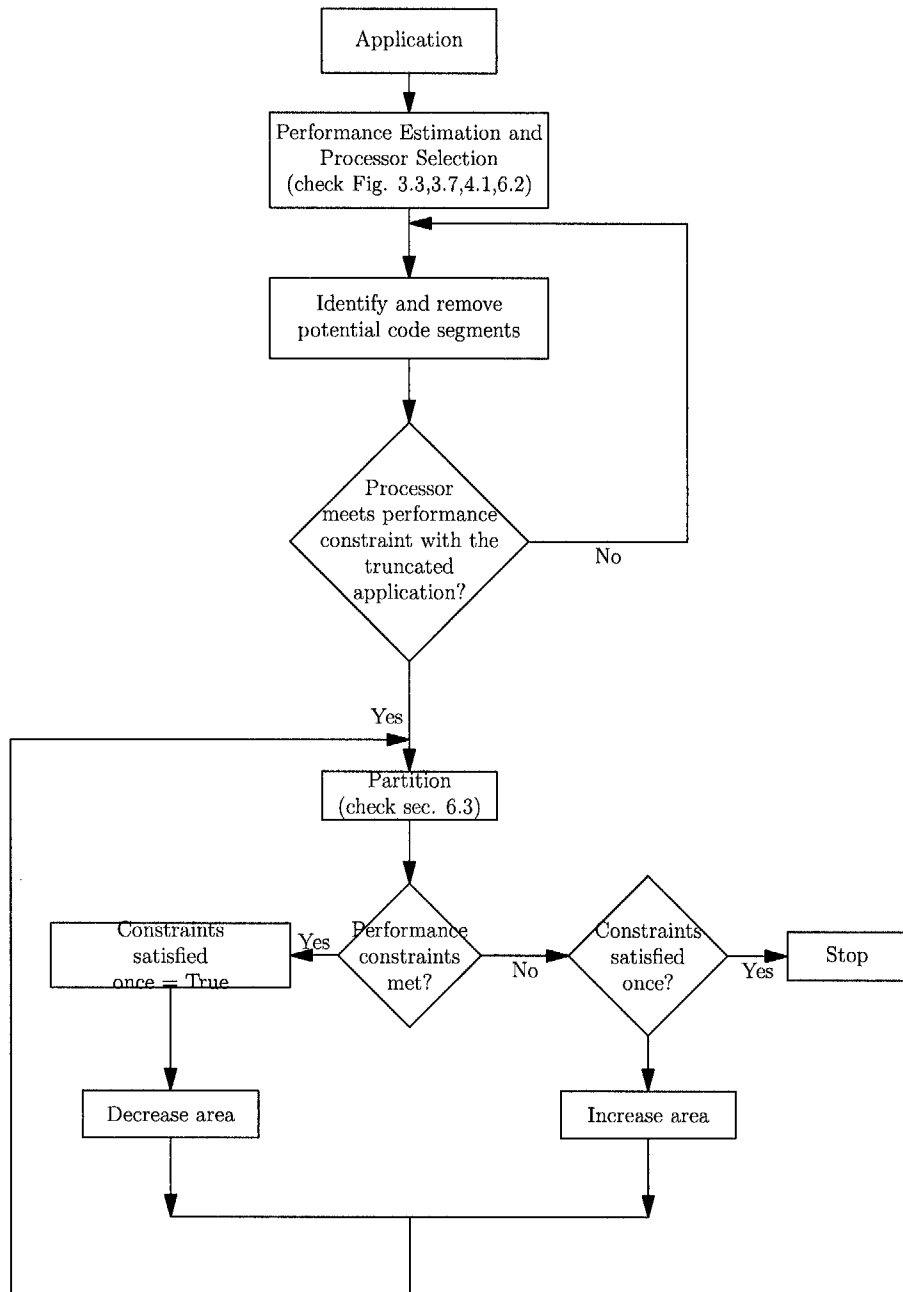 Application
Performance Estimation and
Processor Selection
(check Fig. 3.3,3.7,4.1,6.2)
Identify and remove
potential code segments
Processor
meets performance
constraint with the
truncated
application?
No
Yes
Partition
(check sec. 6.3)
Constraints
satisfied
once = True
Yes
Performance
constraints
met?
No
Constraints
satisfied
once?
Yes
Stop
Decrease area
Increase area